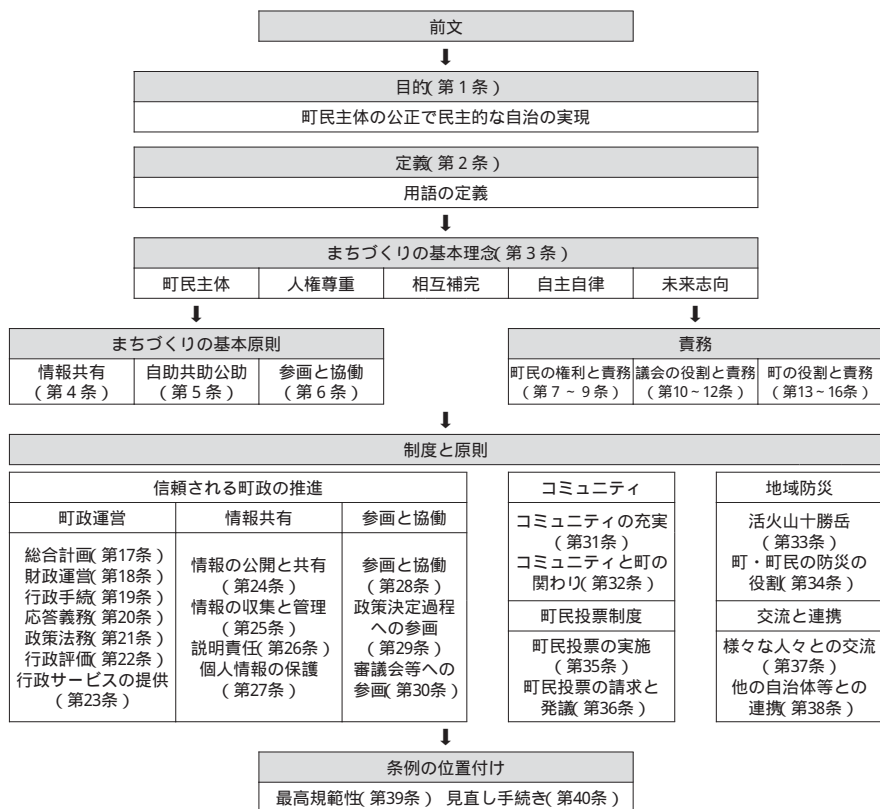 前文
目的(第1条)
町民主体の公正で民主的な自治の実現
定義(第2条)
用語の定義
まちづくりの基本理念(第3条)
町民主体 人権尊重 相互補完 自主自律 未来志向
まちづくりの基本原則
情報共有
(第4条)
自助共助公助
(第5条)
参画と協働
(第6条)
責務
町民の権利と責務
(第7~9条)
議会の役割と責務
(第10~12条)
町の役割と責務
(第13~16条)
制度と原則
信頼される町政の推進
町政運営
総合計画(第17条)
財政運営(第18条)
行政手続(第19条)
応答義務(第20条)
政策法務(第21条)
行政評価(第22条)
行政サービスの提供
(第23条)
情報共有
情報の公開と共有
(第24条)
情報の収集と管理
(第25条)
説明責任(第26条)
個人情報の保護
(第27条)
参画と協働
参画と協働
(第28条)
政策決定過程
への参画
(第29条)
審議会等への
参画(第30条)
コミュニティ
コミュニティの充実
(第31条)
コミュニティと町の
関わり(第32条)
町民投票制度
町民投票の実施
(第35条)
町民投票の請求と
発議(第36条)
地域防災
活火山十勝岳
(第33条)
町・町民の防災の
役割(第34条)
交流と連携
様々な人々との交流
(第37条)
他の自治体等との
連携(第38条)
条例の位置付け
最高規範性(第39条) 見直し手続き(第40条)